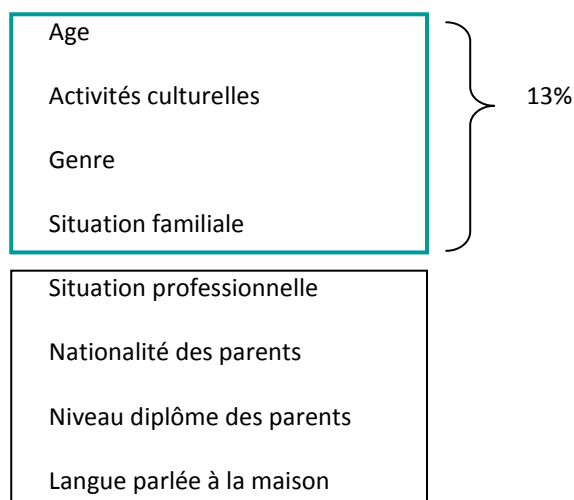 Age
Activités culturelles
13%
Genre
Situation familiale
Situation professionnelle
Nationalité des parents
Niveau diplôme des parents
Langue parlée à la maison